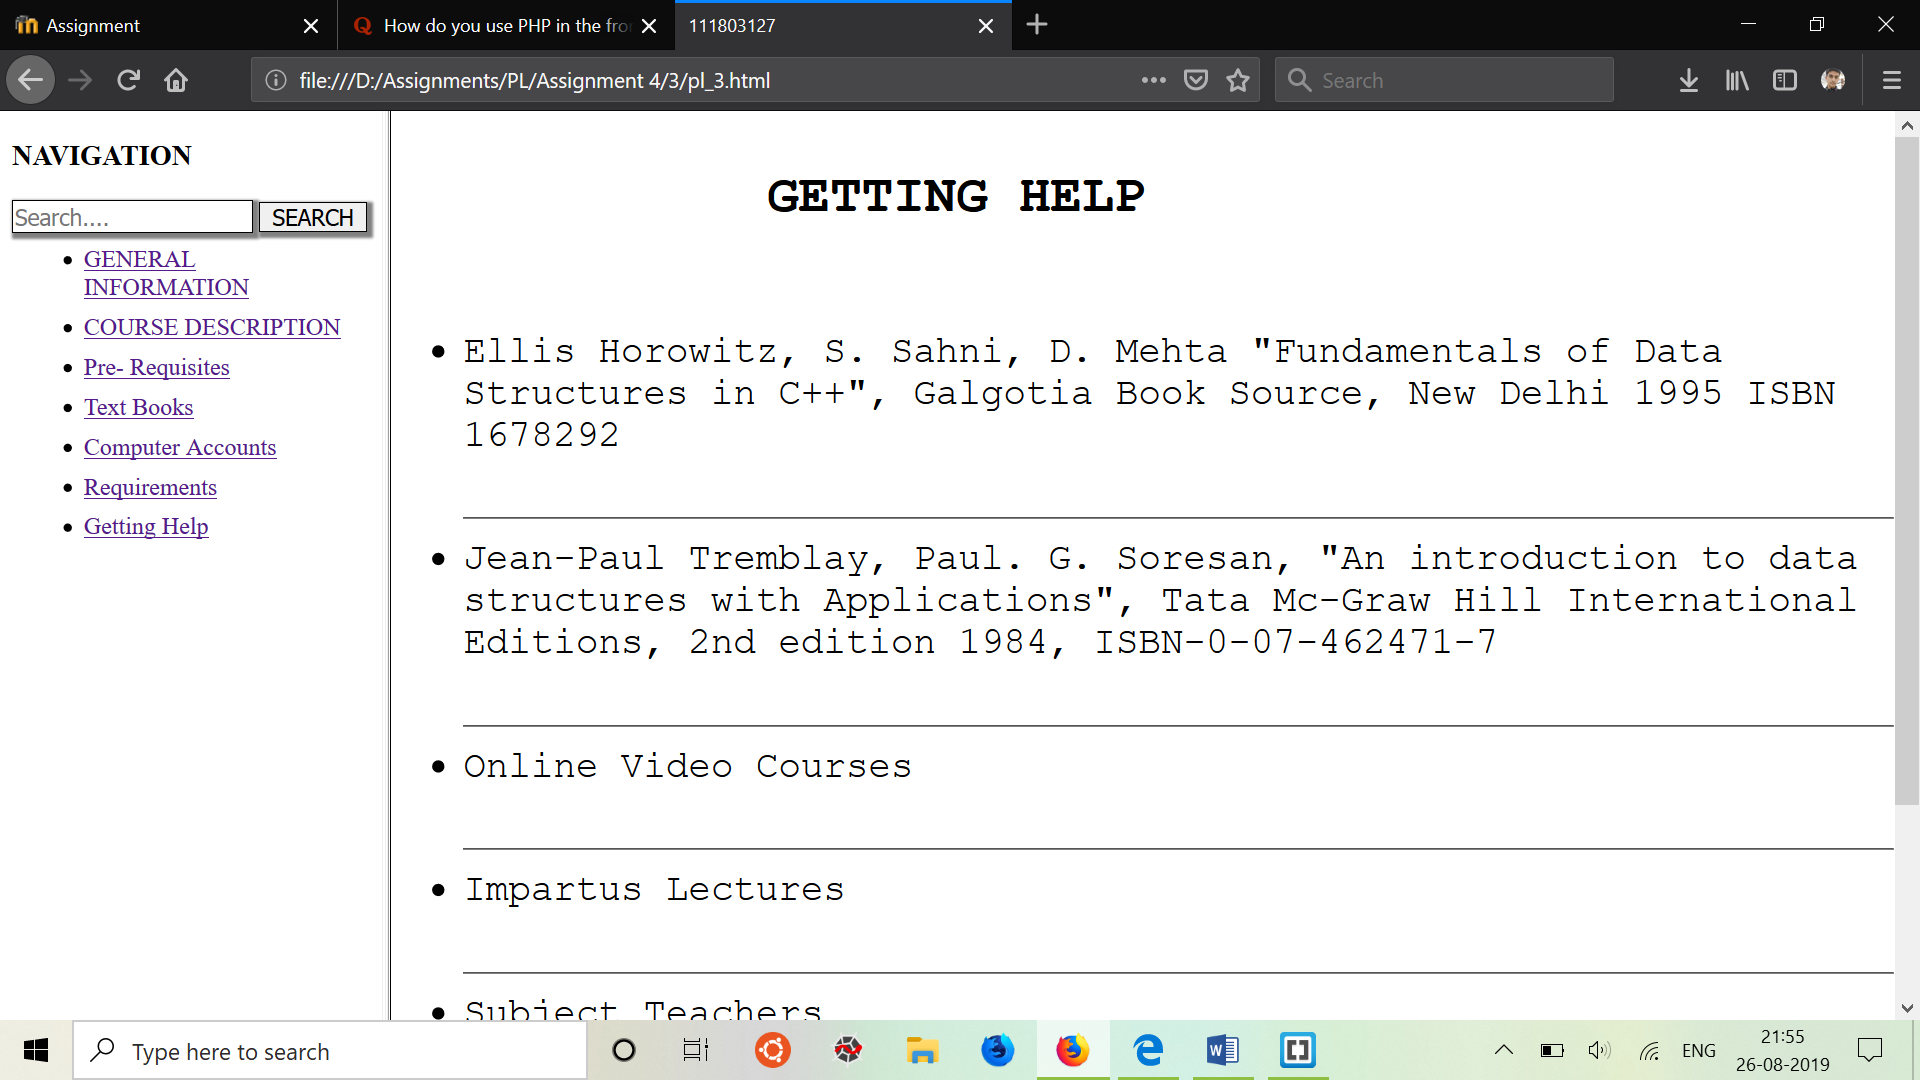 Assignment
How do you use PHP in the fro
111803127
file:///D:/Assignments/PL/Assignment 4/3/pl_3.html
Search
NAVIGATION
Search....
SEARCH
GENERAL
INFORMATION
COURSE DESCRIPTION
Pre- Requisites
Text Books
Computer Accounts
Requirements
Getting Help
GETTING HELP
Ellis Horowitz, S. Sahni, D. Mehta "Fundamentals of Data
Structures in C++", Galgotia Book Source, New Delhi 1995 ISBN
1678292
Jean-Paul Tremblay, Paul. G. Soresan, "An introduction to data
structures with Applications", Tata Mc-Graw Hill International
Editions, 2nd edition 1984, ISBN-0-07-462471-7
Online Video Courses
Impartus Lectures
Subject Teachers
Type here to search
ENG
21:55
26-08-2019